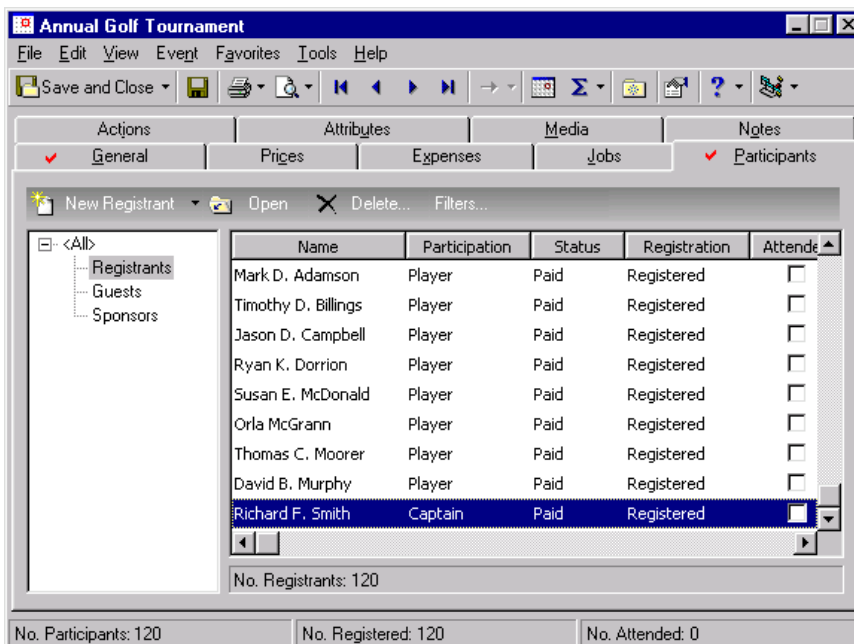 Annual Golf Tournament
File Edit View Event Favorites Tools Help
Save and Close
Actions Attributes Media Notes
General Prices Expenses Jobs Participants
New Registrant Open Delete... Filters...
<All>
Registrants
Guests
Sponsors
Name Participation Status Registration Attende
Mark D. Adamson Player Paid Registered
Timothy D. Billings Player Paid Registered
Jason D. Campbell Player Paid Registered
Ryan K. Dorrion Player Paid Registered
Susan E. McDonald Player Paid Registered
Orla McGrann Player Paid Registered
Thomas C. Moorer Player Paid Registered
David B. Murphy Player Paid Registered
Richard F. Smith Captain Paid Registered
No. Registrants: 120
No. Participants: 120 No. Registered: 120 No. Attended: 0